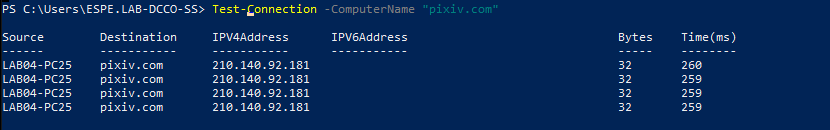 PS C:\Users\ESPE.LAB-DCCO-SS> Test-Connection -ComputerName "pixiv.com"
Source Destination IPV4Address IPV6Address Bytes Time(ms)
------ ----------- ----------- ----------- ----- --------
LAB04-PC25 pixiv.com 210.140.92.181 32 260
LAB04-PC25 pixiv.com 210.140.92.181 32 259
LAB04-PC25 pixiv.com 210.140.92.181 32 259
LAB04-PC25 pixiv.com 210.140.92.181 32 259